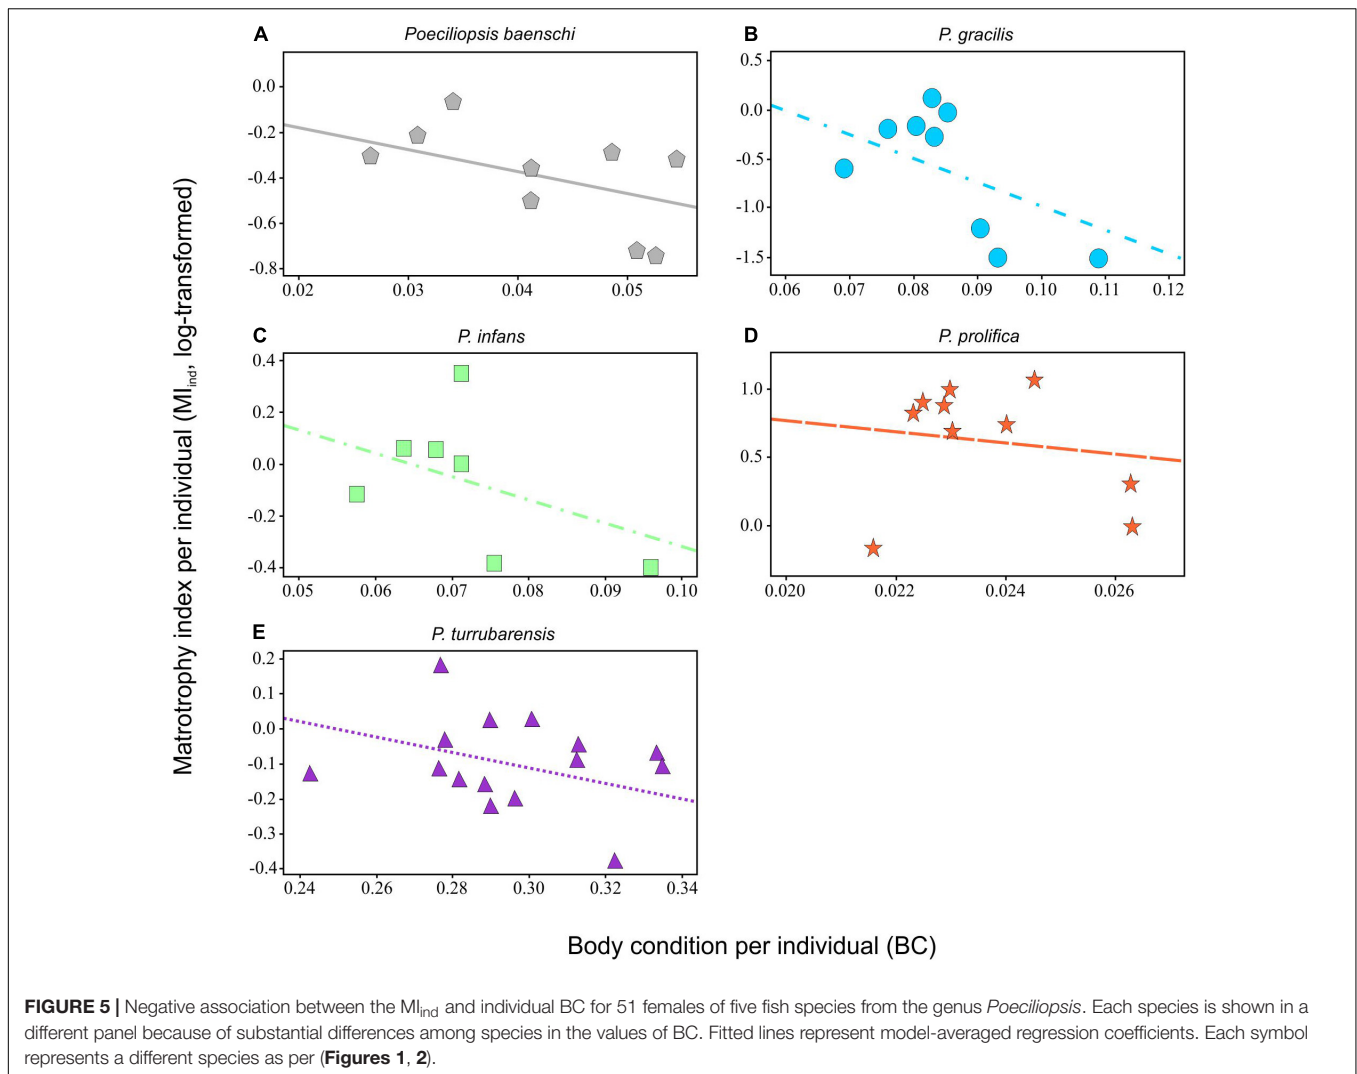 A
Poeciliopsis baenschi
0.0
-0.2
-0.4
-0.6
-0.8
0.02 0.03 0.04 0.05
B
P. gracilis
0.5
0.0
-0.5
-1.0
-1.5
0.06 0.07 0.08 0.09 0.10 0.11 0.12
C
P. infans
0.4
0.2
0.0
-0.2
-0.4
0.05 0.06 0.07 0.08 0.09 0.10
D
P. prolifica
1.0
0.5
0.0
0.020 0.022 0.024 0.026
E
P. turrubarensis
0.2
0.1
0.0
-0.1
-0.2
-0.3
-0.4
0.24 0.26 0.28 0.30 0.32 0.34
Matrotrophy index per individual (MIind, log-transformed)
Body condition per individual (BC)
FIGURE 5 | Negative association between the MIind and individual BC for 51 females of five fish species from the genus Poeciliopsis. Each species is shown in a
different panel because of substantial differences among species in the values of BC. Fitted lines represent model-averaged regression coefficients. Each symbol
represents a different species as per (Figures 1, 2).